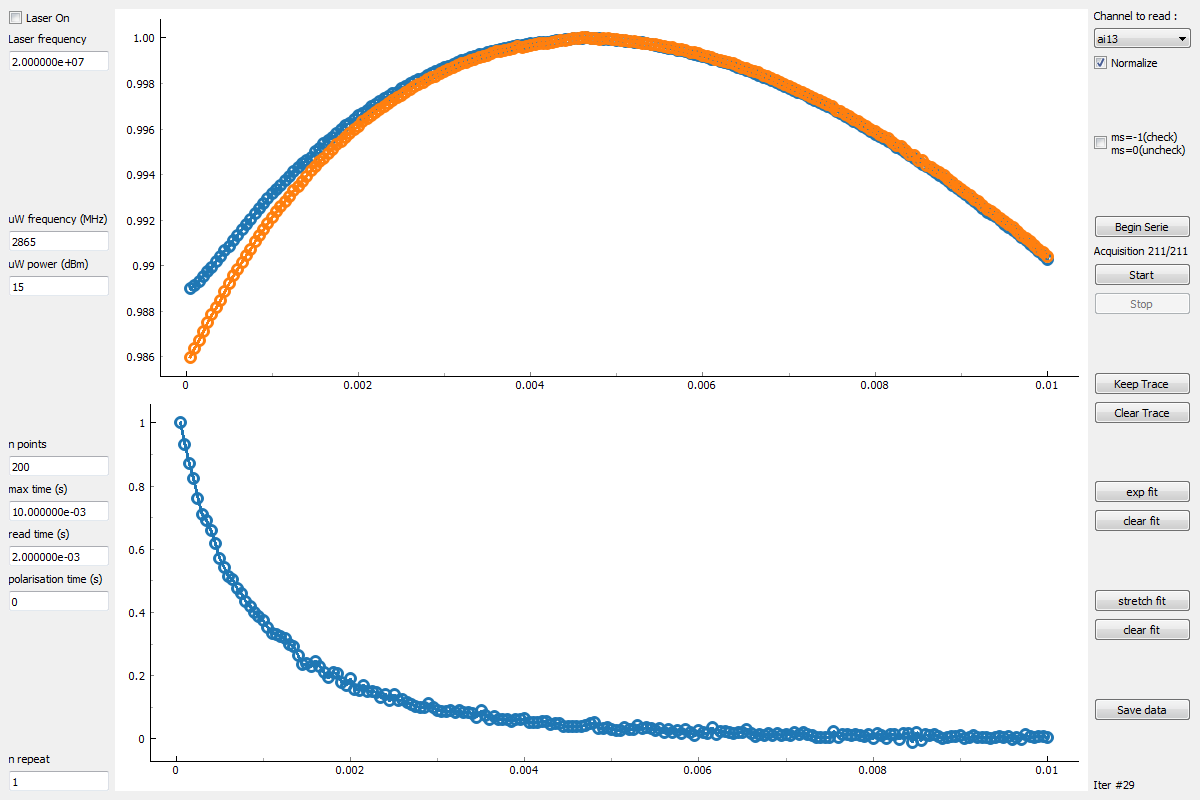 Laser On
Laser frequency
2.000000e+07
uW frequency (MHz)
2865
uW power (dBm)
15
n points
200
max time (s)
10.000000e-03
read time (s)
2.000000e-03
polarisation time (s)
0
n repeat
1
1.00
0.998
0.996
0.994
0.992
0.99
0.988
0.986
0 0.002 0.004 0.006 0.008 0.01
1
0.8
0.6
0.4
0.2
0
0 0.002 0.004 0.006 0.008 0.01
Channel to read :
ai13
Normalize
ms=-1(check)
ms=0(uncheck)
Begin Serie
Acquisition 211/211
Start
Stop
Keep Trace
Clear Trace
exp fit
clear fit
stretch fit
clear fit
Save data
Iter #29